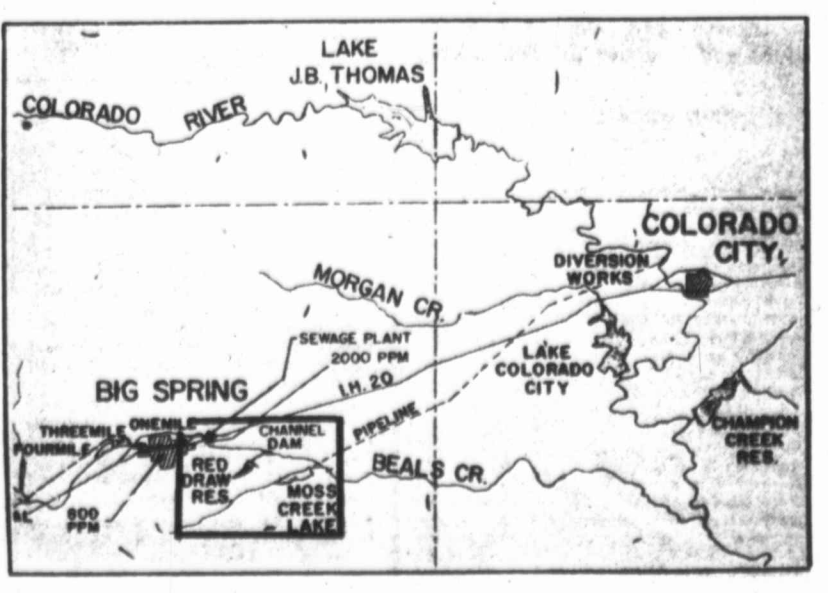 LAKE
J.B. THOMAS
COLORADO RIVER
COLORADO
CITY
DIVERSION
WORKS
MORGAN CR.
SEWAGE PLANT
2000 PPM
I.H. 20
LAKE
COLORADO
CITY
BIG SPRING
ONEMILE
THREEMILE
FOURMILE
CHANNEL
DAM
PIPELINE
CHAMPION
CREEK
RES.
RED
DRAW
RES.
BEALS CR.
MOSS
CREEK
LAKE
800
PPM